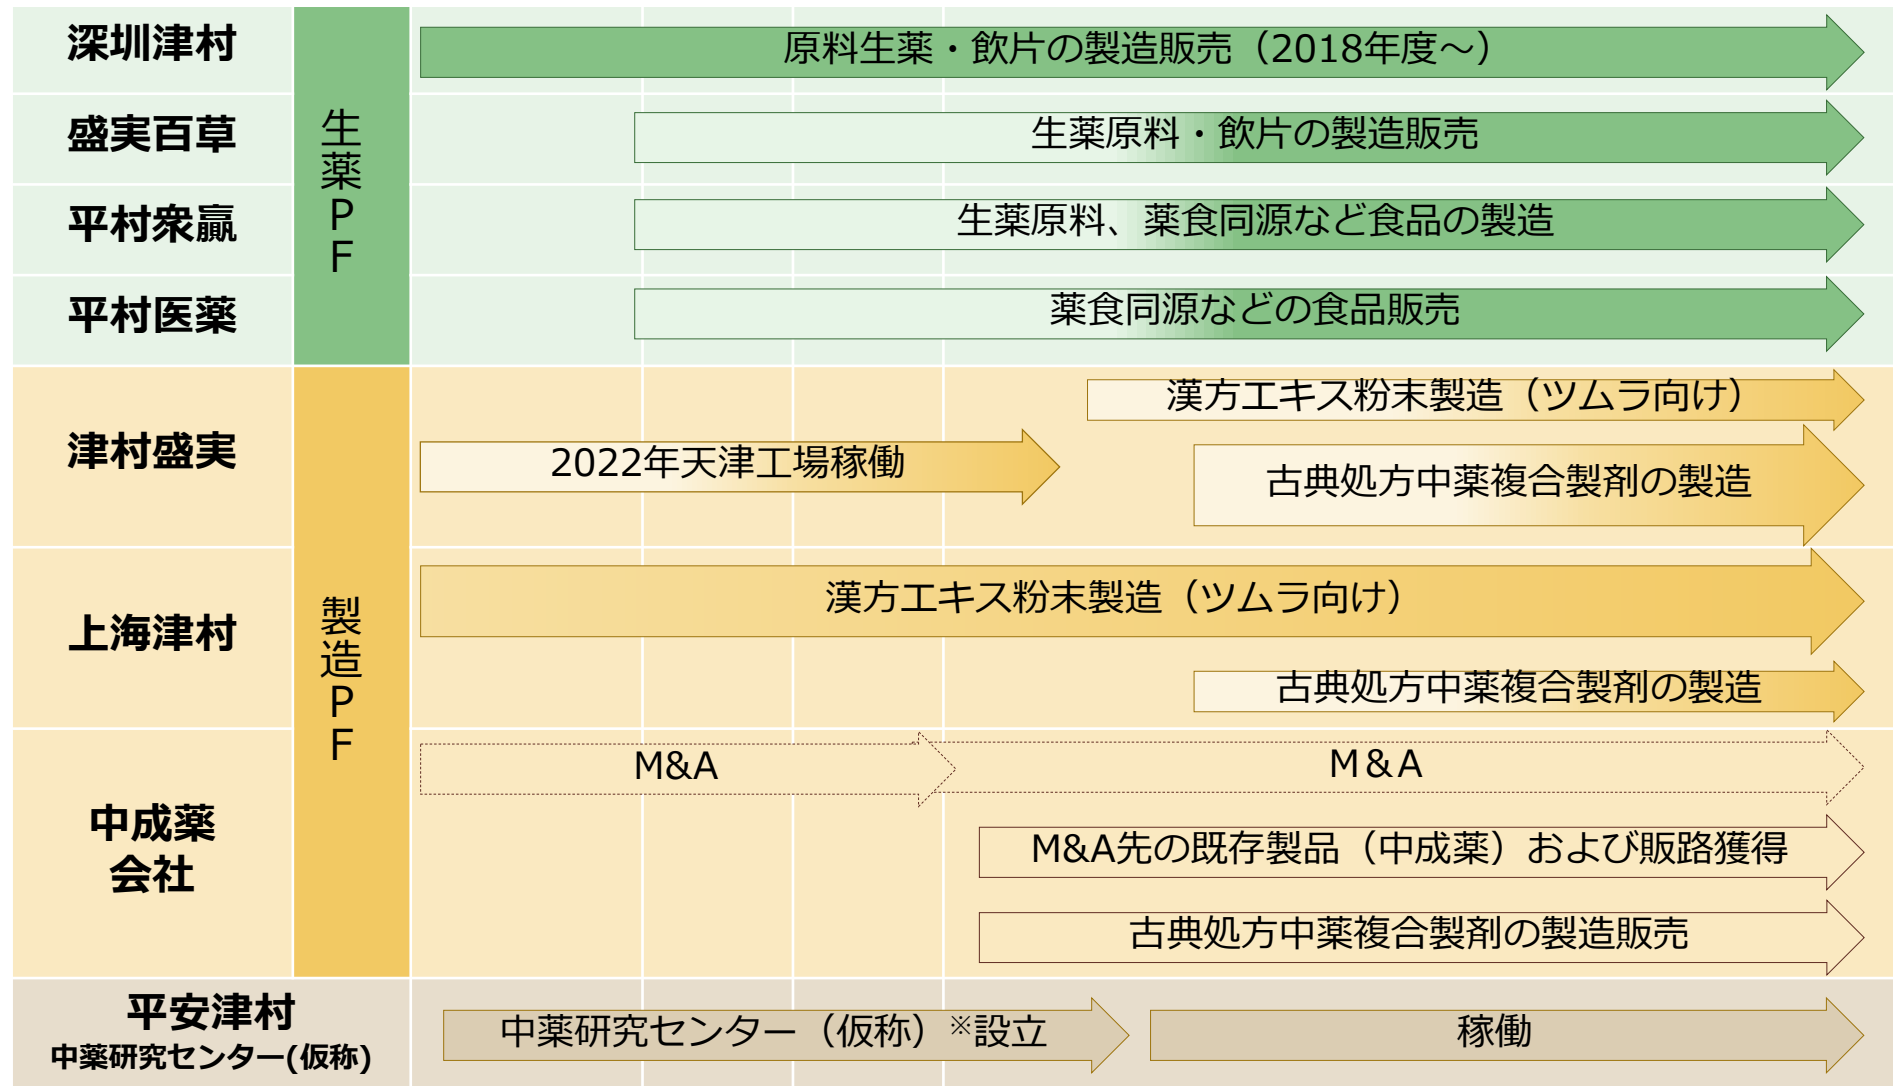 深圳津村
生薬PF
原料生薬・飲片の製造販売（2018年度～）
盛実百草
生薬原料・飲片の製造販売
平村衆贏
生薬原料、薬食同源など食品の製造
平村医薬
薬食同源などの食品販売
津村盛実
製造PF
漢方エキス粉末製造（ツムラ向け）
2022年天津工場稼働
古典処方中薬複合製剤の製造
上海津村
漢方エキス粉末製造（ツムラ向け）
古典処方中薬複合製剤の製造
中成薬
会社
M&A
M＆A
M&A先の既存製品（中成薬）および販路獲得
古典処方中薬複合製剤の製造販売
平安津村
中薬研究センター(仮称)
中薬研究センター（仮称）※設立
稼働